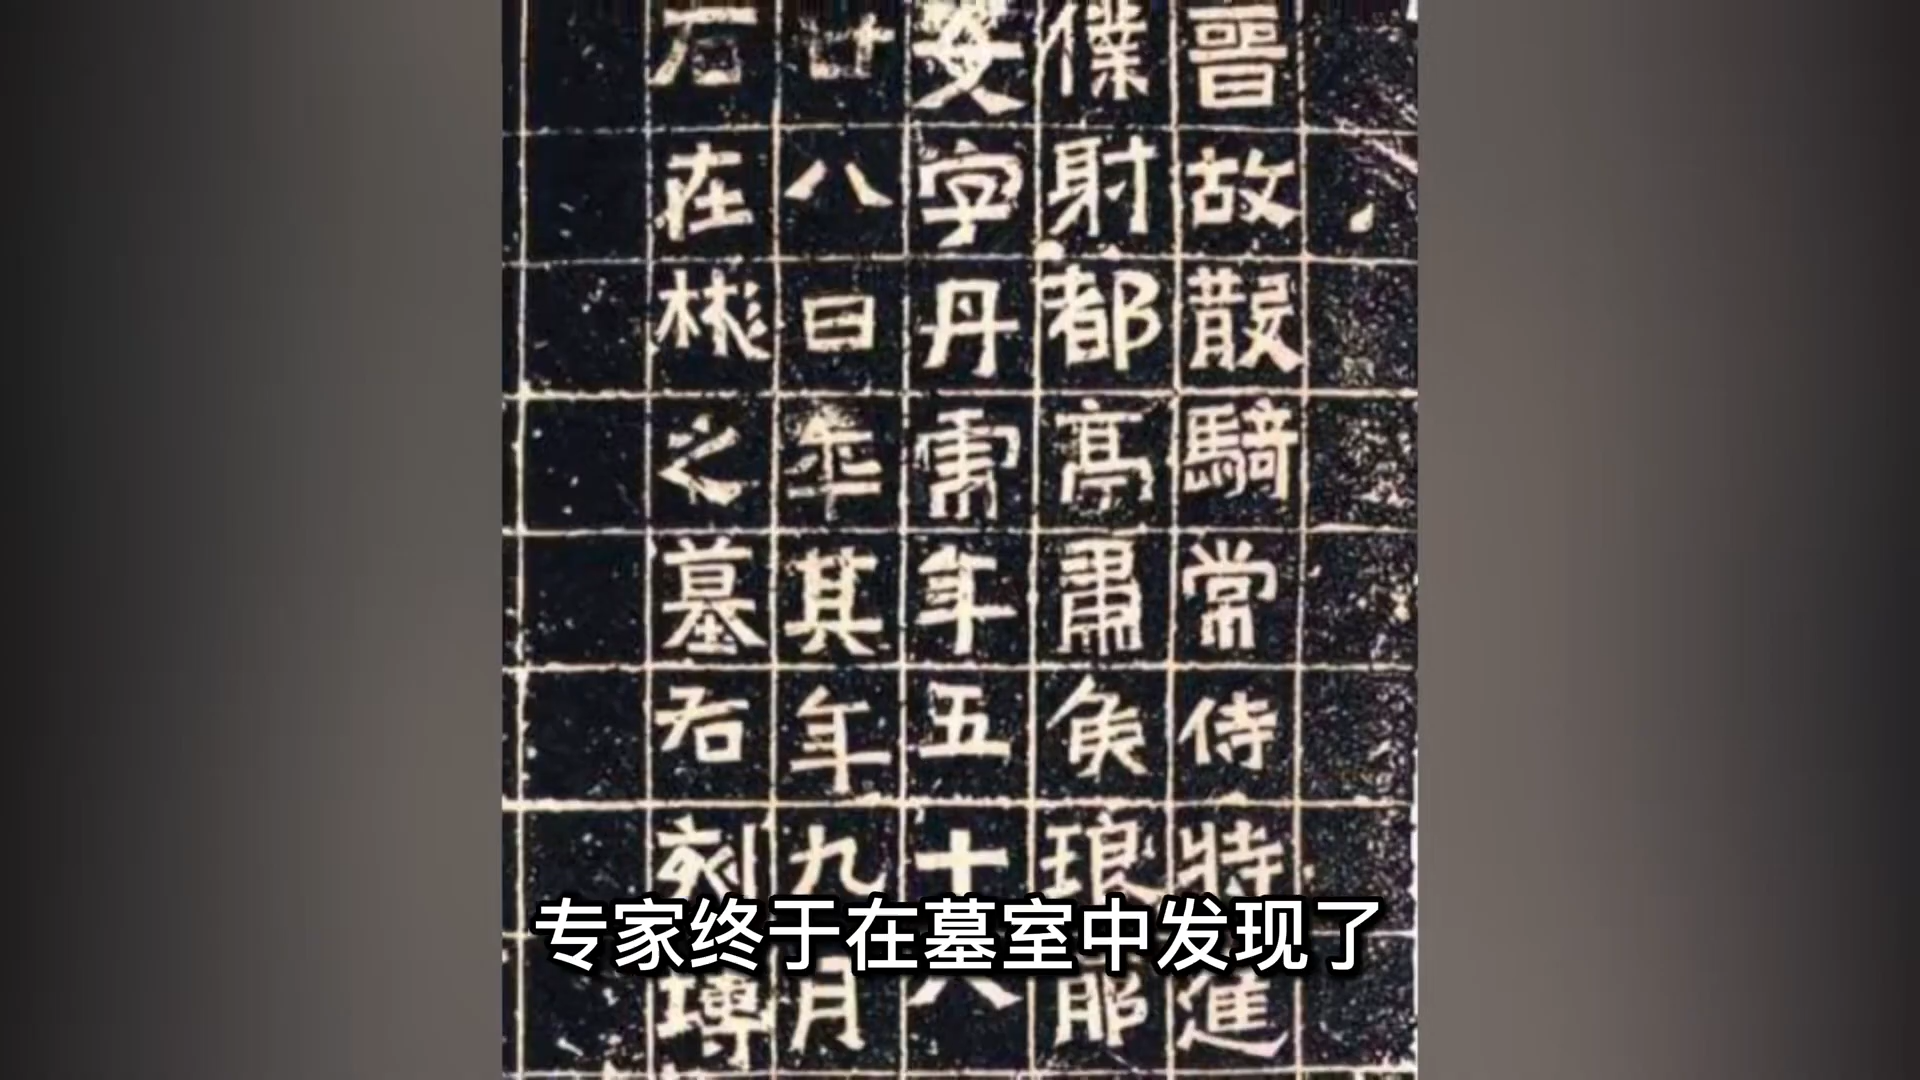 晉故散騎常侍特進
僕射都亭肅侯琅耶
女字丹虎年五十八
廿八日卒其年九月
石在彬之墓右刻塼
专家终于在墓室中发现了